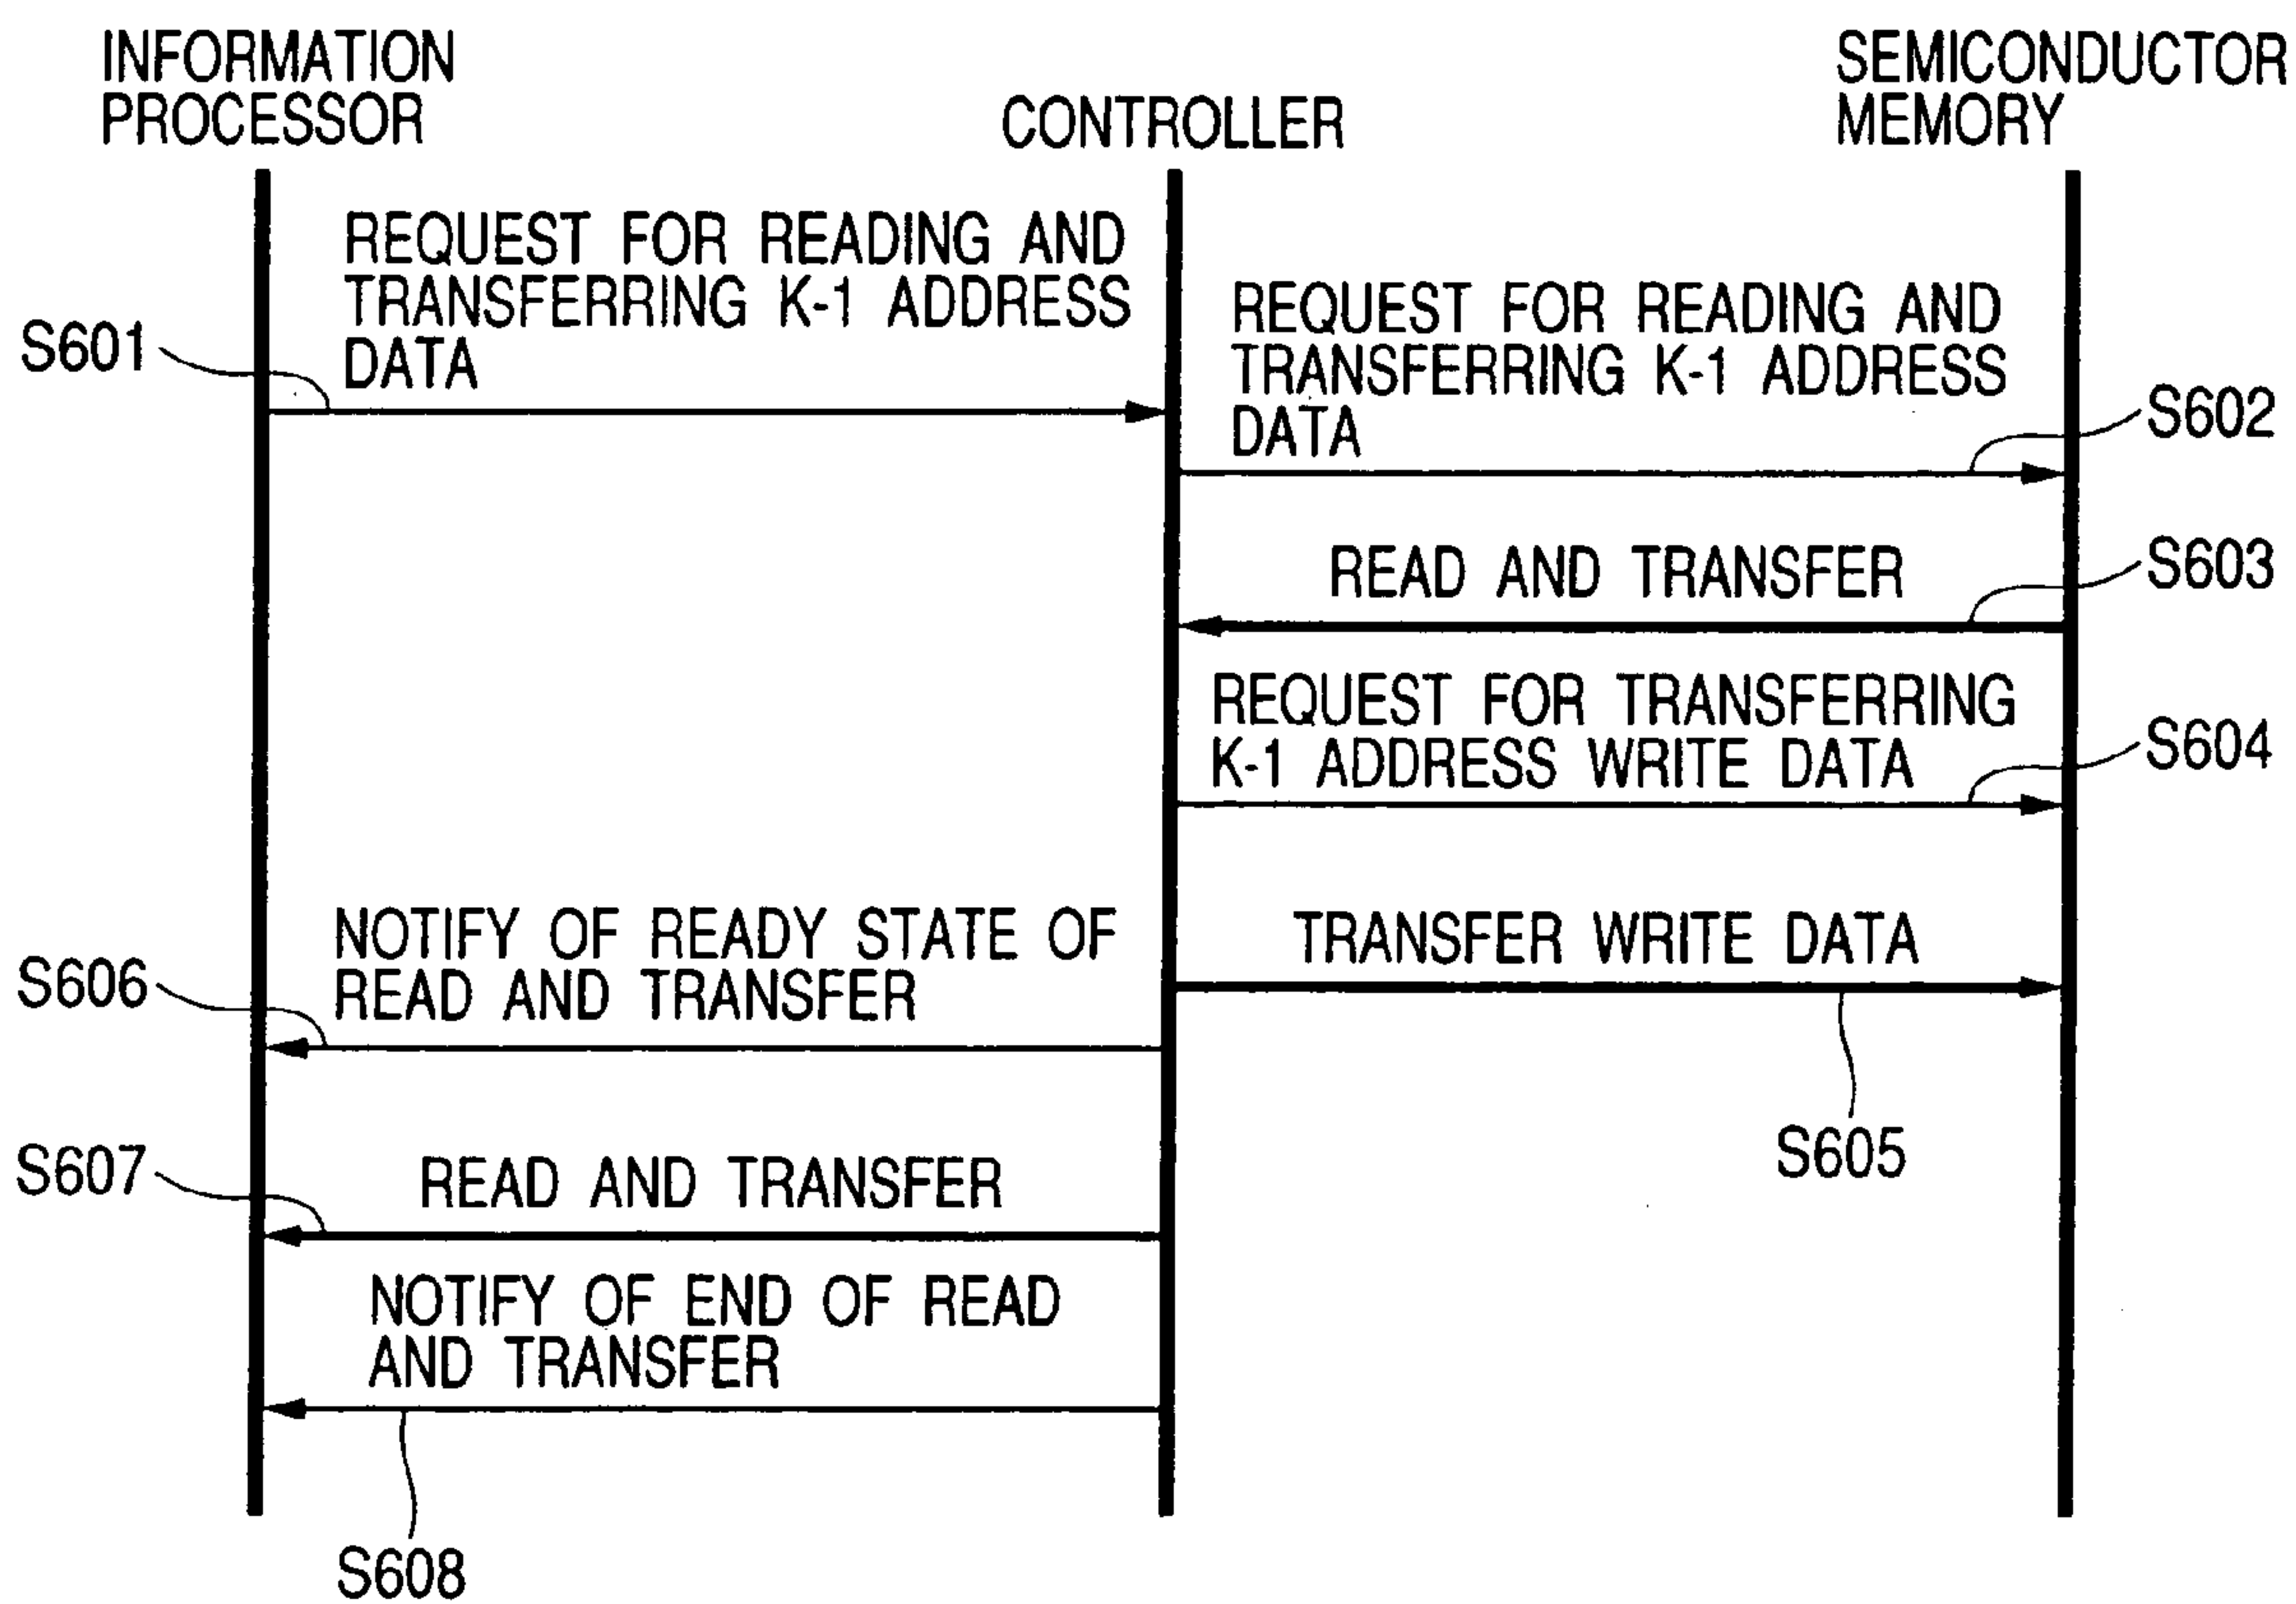 INFORMATION
PROCESSOR
CONTROLLER
SEMICONDUCTOR
MEMORY
REQUEST FOR READING AND
TRANSFERRING K-1 ADDRESS
DATA
S601
REQUEST FOR READING AND
TRANSFERRING K-1 ADDRESS
DATA
S602
READ AND TRANSFER
S603
REQUEST FOR TRANSFERRING
K-1 ADDRESS WRITE DATA
S604
NOTIFY OF READY STATE OF
READ AND TRANSFER
S606
TRANSFER WRITE DATA
S605
S607
READ AND TRANSFER
NOTIFY OF END OF READ
AND TRANSFER
S608